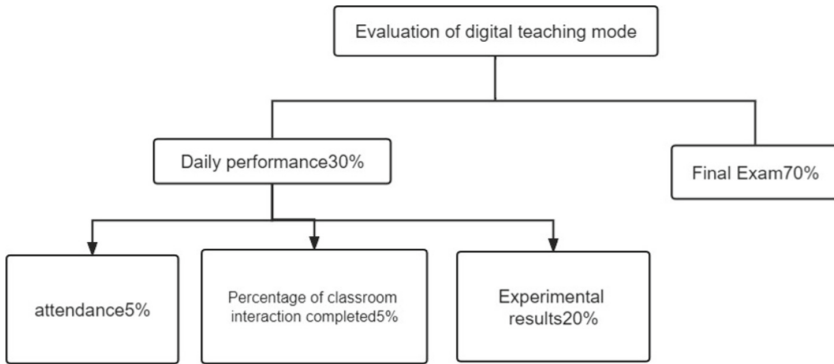 Evaluation of digital teaching mode
Daily performance30%
Final Exam70%
attendance5%
Percentage of classroom
interaction completed5%
Experimental
results20%